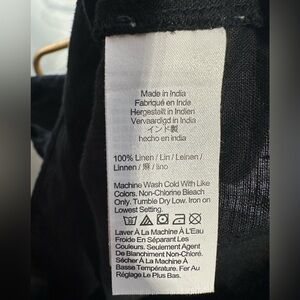 Made in India
Fabriqué en Inde
Hergestellt in Indien
Vervaardigd in India
インド製
hecho en India
100% Linen / Lin / Leinen /
Linnen / 麻 / lino
Machine Wash Cold With Like
Colors. Non-Chlorine Bleach
Only. Tumble Dry Low. Iron on
Lowest Setting.
Laver À La Machine À L'Eau
Froide En Séparant Les
Couleurs. Seulement Agent
De Blanchiment Non-Chloric.
Sécher À La Machine À
Basse Température. Fer Au
Réglage Le Plus Bas.